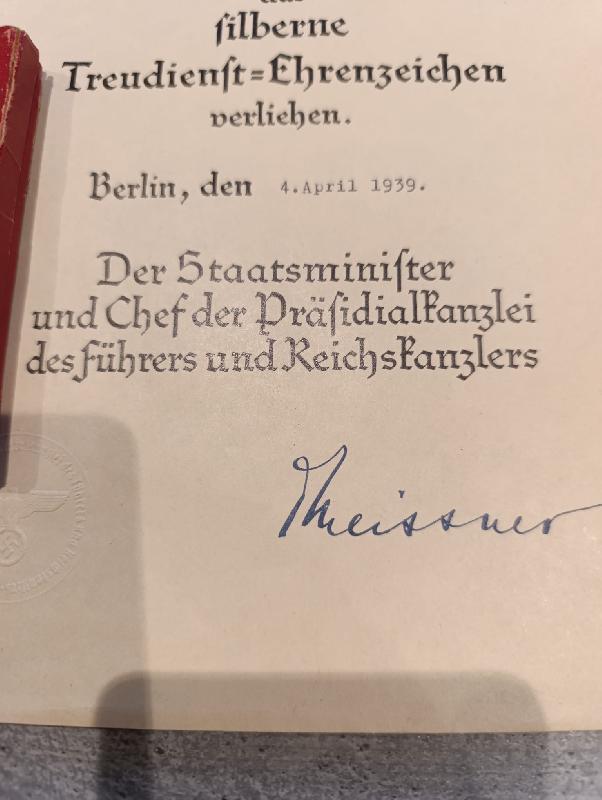 silberne
Treudienst=Ehrenzeichen
verliehen.
Berlin, den 4.April 1939.
Der Staatsminister
und Chef der Präsidialkanzlei
des Führers und Reichskanzlers
Meissner